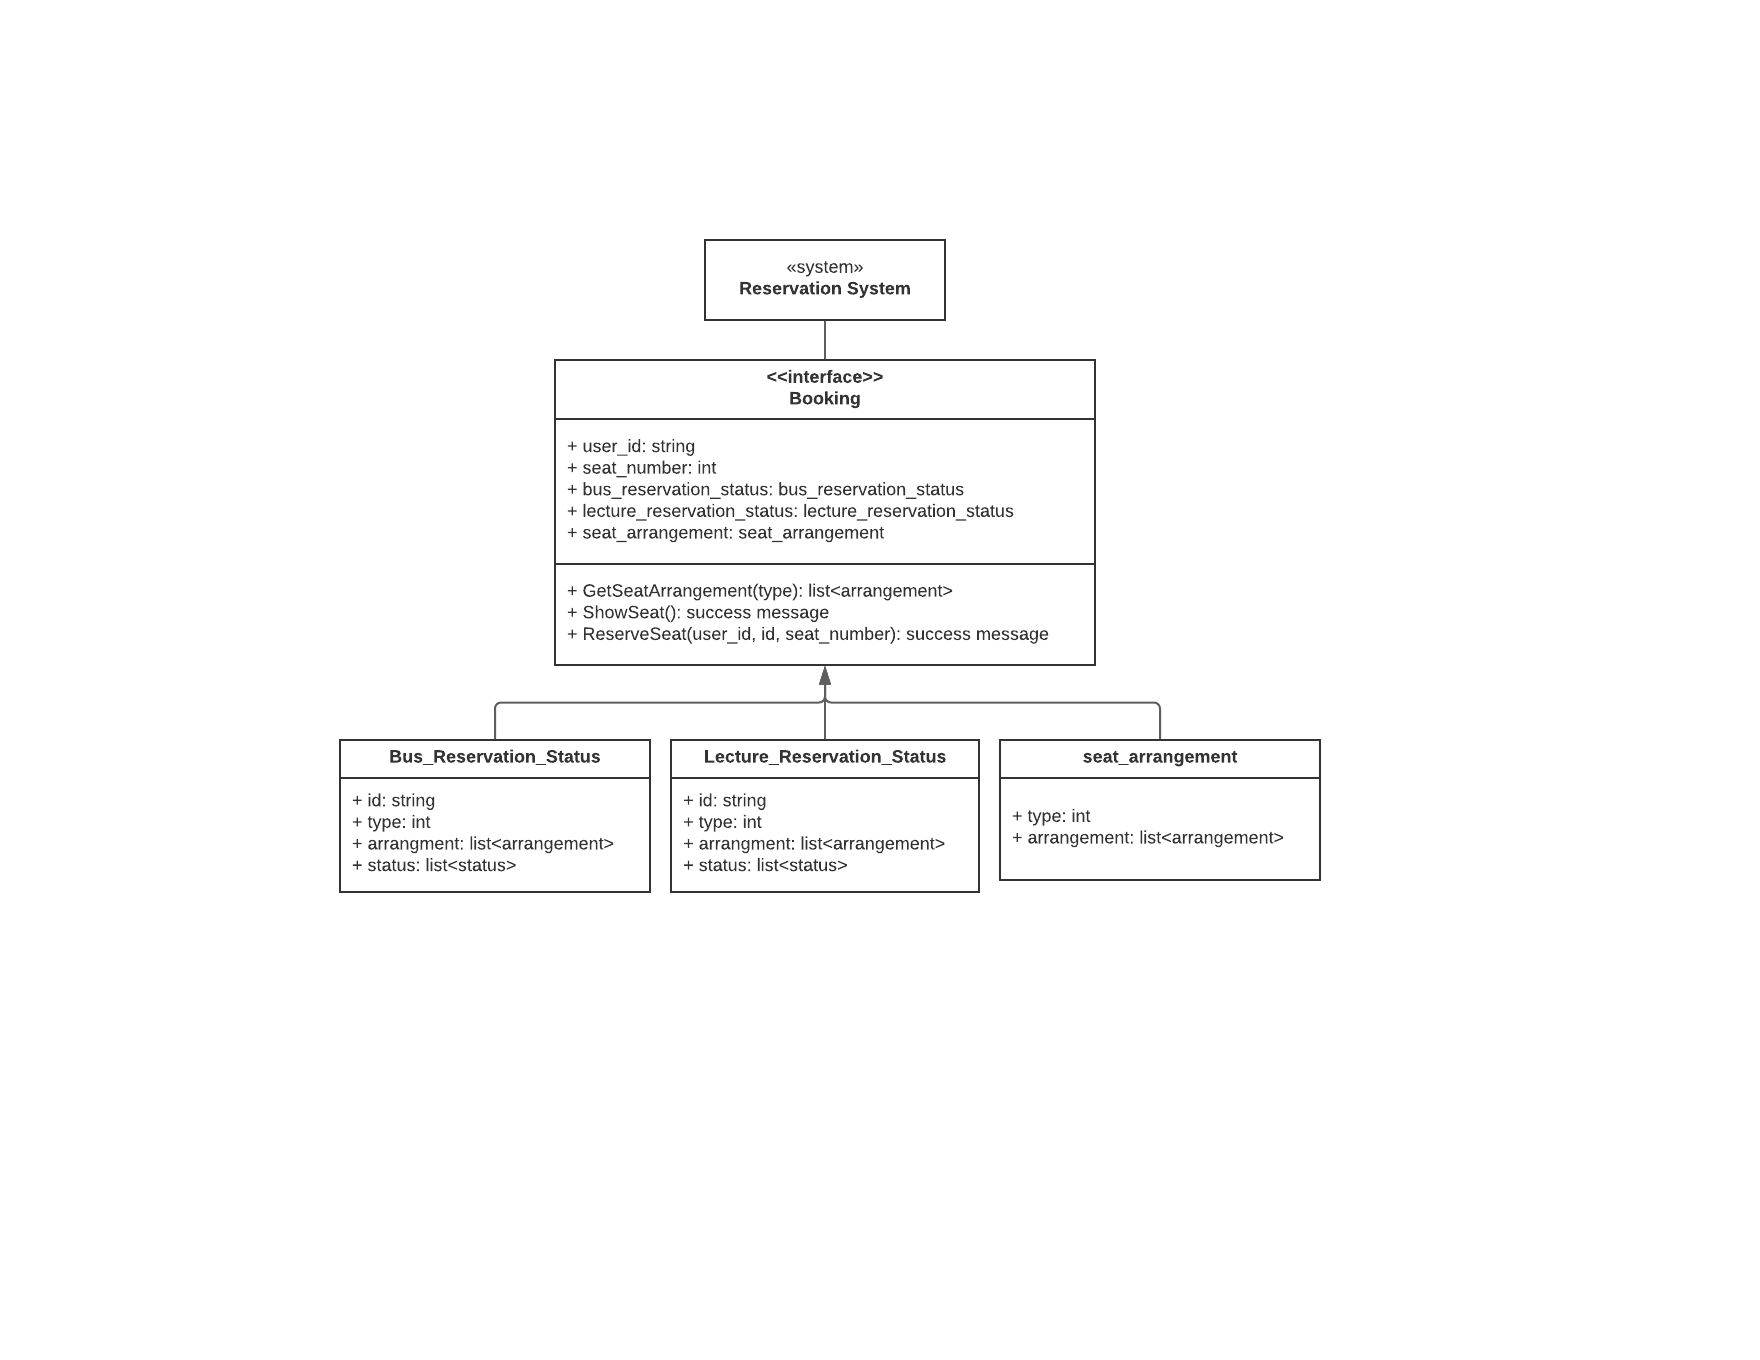 «system»
Reservation System
<<interface>>
Booking
+ user_id: string
+ seat_number: int
+ bus_reservation_status: bus_reservation_status
+ lecture_reservation_status: lecture_reservation_status
+ seat_arrangement: seat_arrangement
+ GetSeatArrangement(type): list<arrangement>
+ ShowSeat(): success message
+ ReserveSeat(user_id, id, seat_number): success message
Bus_Reservation_Status
+ id: string
+ type: int
+ arrangment: list<arrangement>
+ status: list<status>
Lecture_Reservation_Status
+ id: string
+ type: int
+ arrangment: list<arrangement>
+ status: list<status>
seat_arrangement
+ type: int
+ arrangement: list<arrangement>